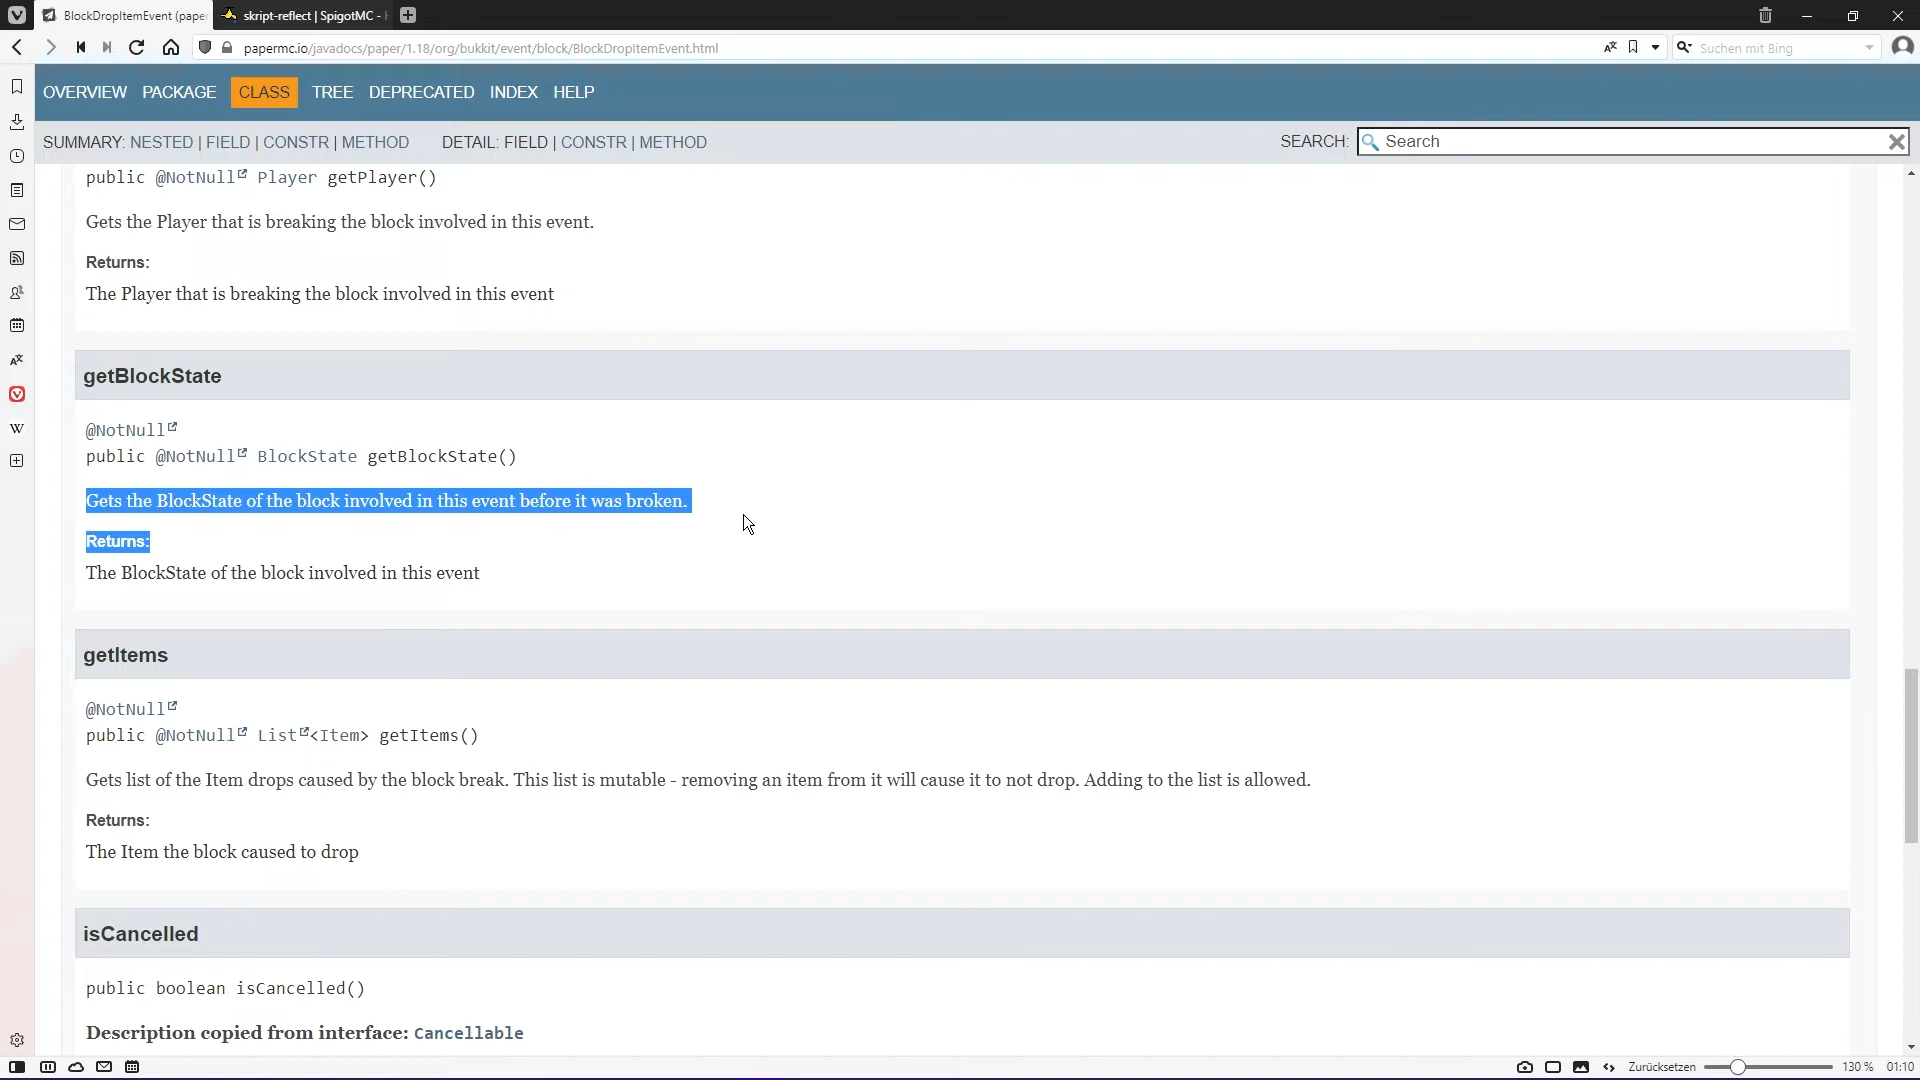 BlockDropItemEvent (pape
skript-reflect | SpigotMC -
papermc.io/javadocs/paper/1.18/org/bukkit/event/block/BlockDropItemEvent.html
Suchen mit Bing
OVERVIEW PACKAGE CLASS TREE DEPRECATED INDEX HELP
SUMMARY: NESTED | FIELD | CONSTR | METHOD DETAIL: FIELD | CONSTR | METHOD
SEARCH: Search
public @NotNull Player getPlayer()
Gets the Player that is breaking the block involved in this event.
Returns:
The Player that is breaking the block involved in this event
getBlockState
@NotNull
public @NotNull BlockState getBlockState()
Gets the BlockState of the block involved in this event before it was broken.
Returns:
The BlockState of the block involved in this event
getItems
@NotNull
public @NotNull List<Item> getItems()
Gets list of the Item drops caused by the block break. This list is mutable - removing an item from it will cause it to not drop. Adding to the list is allowed.
Returns:
The Item the block caused to drop
isCancelled
public boolean isCancelled()
Description copied from interface: Cancellable
Zurücksetzen 130 % 01:10